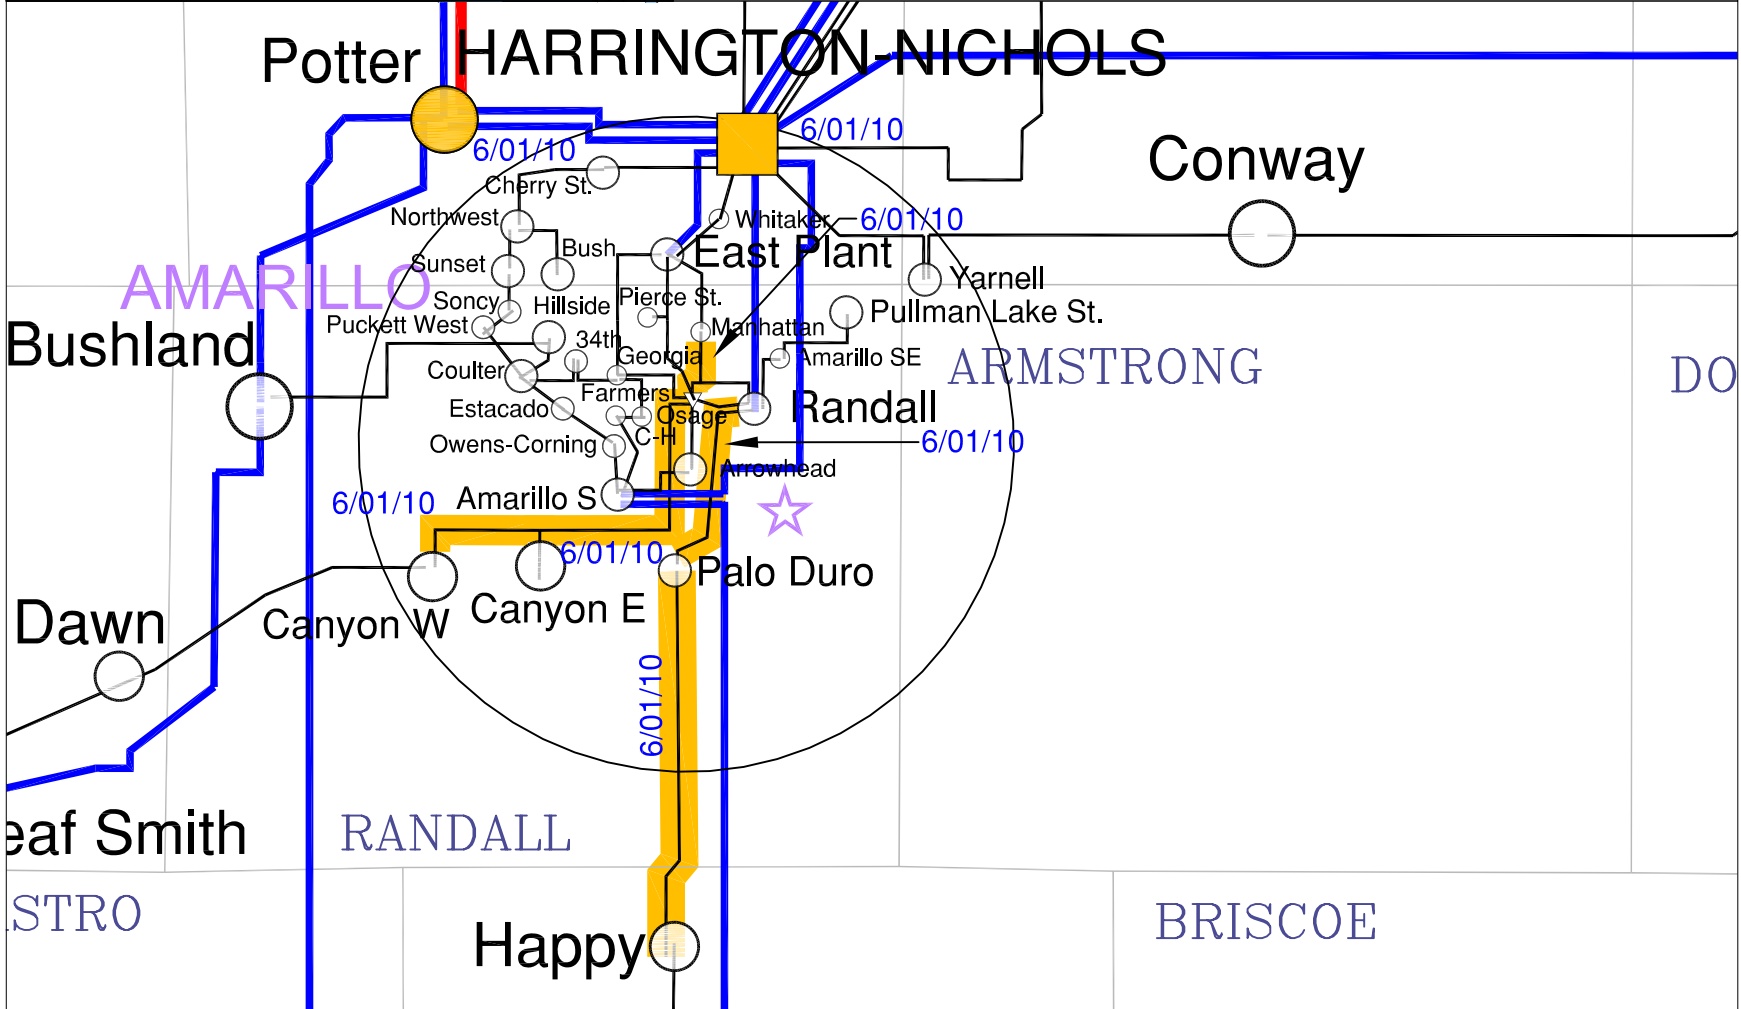 HARRINGTON-NICHOLS
Potter
6/01/10
6/01/10
Conway
Cherry St.
Northwest
Whitaker
6/01/10
Bush
East Plant
Sunset
Yarnell
AMARILLO
Soncy
Hillside
Pierce St.
Pullman Lake St.
Puckett West
Manhattan
Bushland
34th
Georgia
Amarillo SE
ARMSTRONG
Coulter
DO
Farmers
Estacado
Osage
Randall
C-H
Owens-Corning
6/01/10
Arrowhead
6/01/10
Amarillo S
6/01/10
Palo Duro
Canyon E
Dawn
Canyon W
6/01/10
eaf Smith
RANDALL
STRO
BRISCOE
Happy